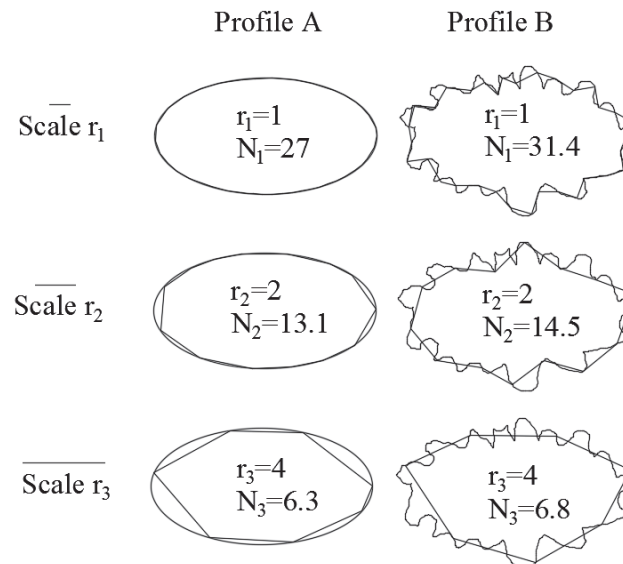 Profile A Profile B
Scale r₁
r₁=1
N₁=27
r₁=1
N₁=31.4
Scale r₂
r₂=2
N₂=13.1
r₂=2
N₂=14.5
Scale r₃
r₃=4
N₃=6.3
r₃=4
N₃=6.8